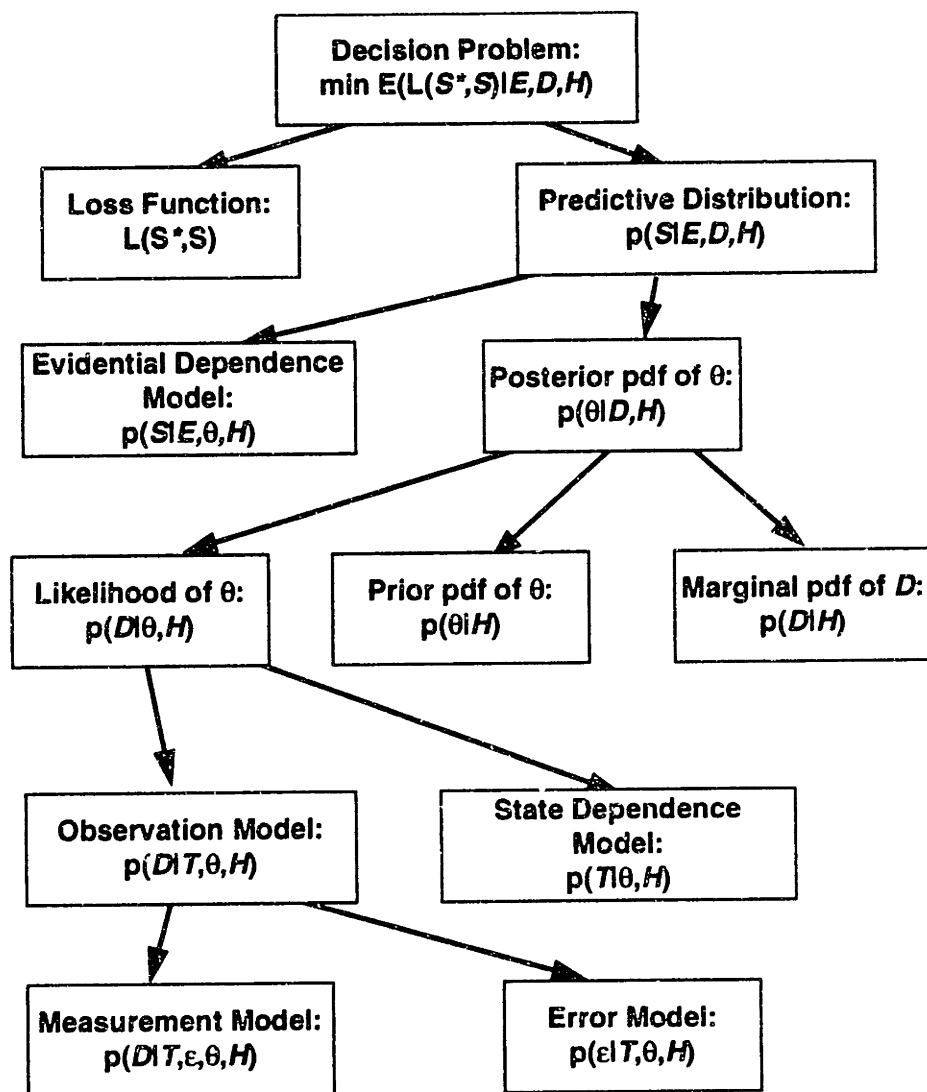 Decision Problem:
min E(L(S*,S)|E,D,H)
Loss Function:
L(S*,S)
Predictive Distribution:
p(S|E,D,H)
Evidential Dependence
Model:
p(S|E,θ,H)
Posterior pdf of θ:
p(θ|D,H)
Likelihood of θ:
p(D|θ,H)
Prior pdf of θ:
p(θ|H)
Marginal pdf of D:
p(D|H)
Observation Model:
p(D|T,θ,H)
State Dependence
Model:
p(T|θ,H)
Measurement Model:
p(D|T,ε,θ,H)
Error Model:
p(ε|T,θ,H)